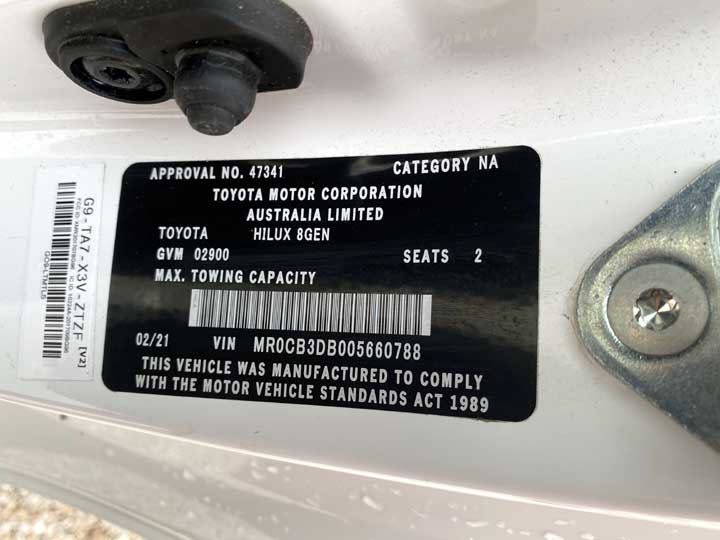 APPROVAL NO. 47341 CATEGORY NA
TOYOTA MOTOR CORPORATION
AUSTRALIA LIMITED
TOYOTA HILUX 8GEN
GVM 02900 SEATS 2
MAX. TOWING CAPACITY
02/21 VIN MR0CB3DB005660788
THIS VEHICLE WAS MANUFACTURED TO COMPLY
WITH THE MOTOR VEHICLE STANDARDS ACT 1989
G9-TA7-X3V-ZTZF [V2]